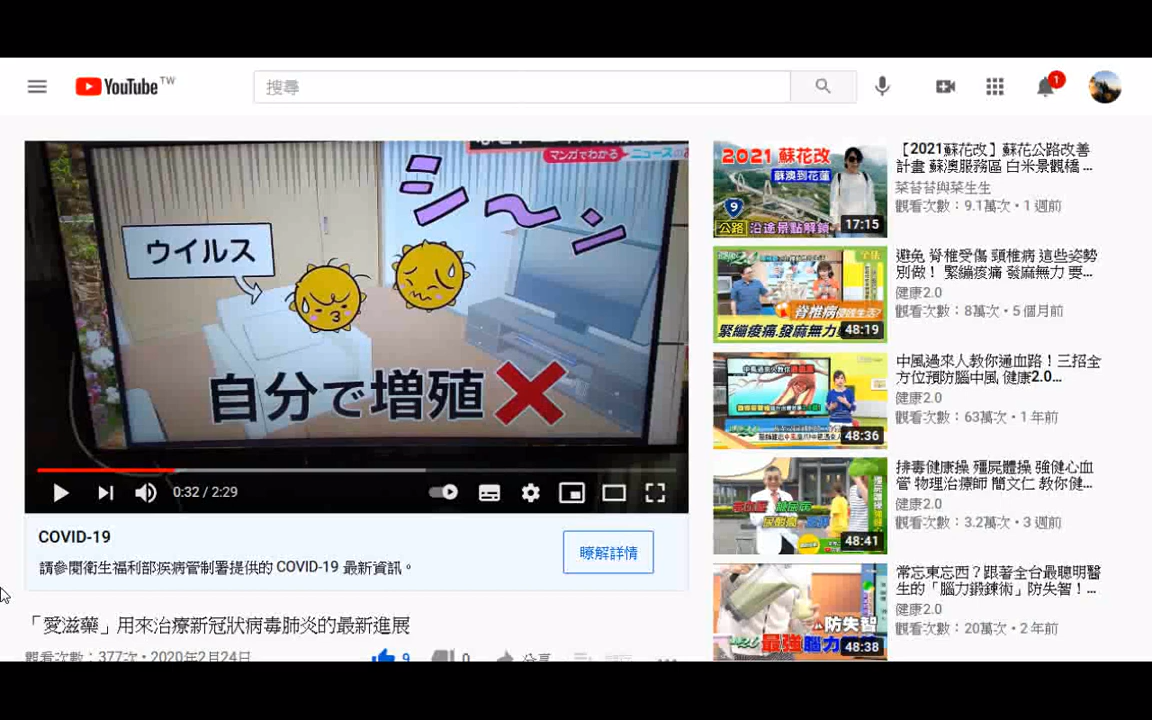 YouTube TW
搜尋
1
マンガでわかる
シ〜ン
ウイルス
自分で増殖
0:32 / 2:29
COVID-19
請參閱衛生福利部疾病管制署提供的 COVID-19 最新資訊。
瞭解詳情
「愛滋藥」用來治療新冠狀病毒肺炎的最新進展
觀看次數：377次 • 2020年2月24日
9
0
分享
2021 蘇花改
蘇澳到花蓮
9
公路
沿途景點解鎖
17:15
【2021蘇花改】蘇花公路改善
計畫 蘇澳服務區 白米景觀橋 ...
菜苔苔與菜生生
觀看次數：9.1萬次 • 1 週前
脊椎病
緊繃痠痛.發麻無力
48:19
避免 脊椎受傷 頸椎病 這些姿勢
別做！ 緊繃痠痛 發麻無力 要...
健康2.0
觀看次數：8萬次 • 5 個月前
48:36
中風過來人教你通血路！三招全
方位預防腦中風 健康2.0...
健康2.0
觀看次數：63萬次 • 1 年前
48:41
排毒健康操 殭屍體操 強健心血
管 物理治療師 簡文仁 教你健...
健康2.0
觀看次數：3.2萬次 • 3 週前
防失智
最強腦力
48:38
常忘東忘西？跟著全台最聰明醫
生的「腦力鍛鍊術」防失智！...
健康2.0
觀看次數：20萬次 • 2 年前